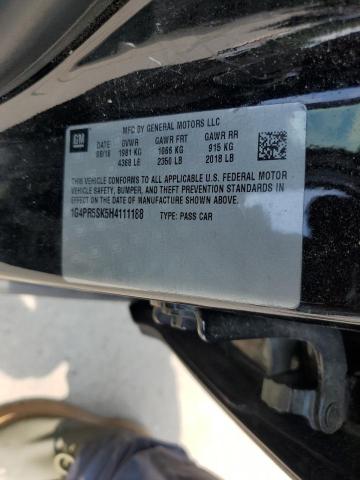 GM
MFG BY GENERAL MOTORS LLC
DATE GVWR GAWR FRT GAWR RR
08/16 1981 KG 1066 KG 915 KG
4368 LB 2350 LB 2018 LB
THIS VEHICLE CONFORMS TO ALL APPLICABLE U.S. FEDERAL MOTOR
VEHICLE SAFETY, BUMPER, AND THEFT PREVENTION STANDARDS
IN EFFECT ON THE DATE OF MANUFACTURE SHOWN ABOVE.
1G4PR5SK5H4111188 TYPE: PASS CAR